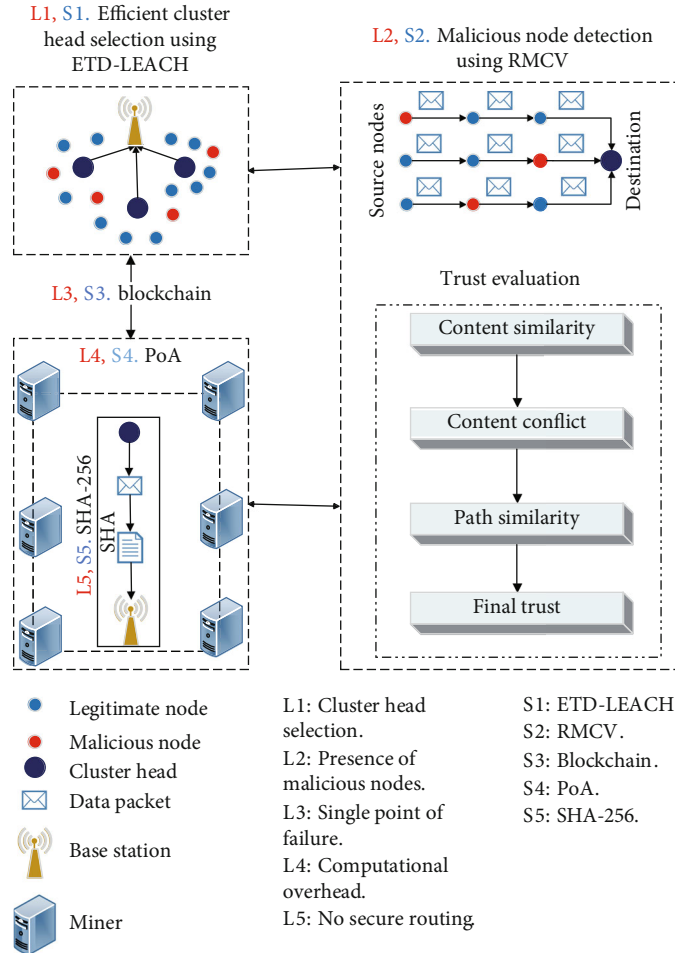 L1, S1. Efficient cluster
head selection using
ETD-LEACH
L2, S2. Malicious node detection
using RMCV
Source nodes
Destination
L3, S3. blockchain
L4, S4. PoA
L5, S5. SHA-256
SHA
Trust evaluation
Content similarity
Content conflict
Path similarity
Final trust
Legitimate node
Malicious node
Cluster head
Data packet
Base station
Miner
L1: Cluster head
selection.
L2: Presence of
malicious nodes.
L3: Single point of
failure.
L4: Computational
overhead.
L5: No secure routing.
S1: ETD-LEACH
S2: RMCV.
S3: Blockchain.
S4: PoA.
S5: SHA-256.